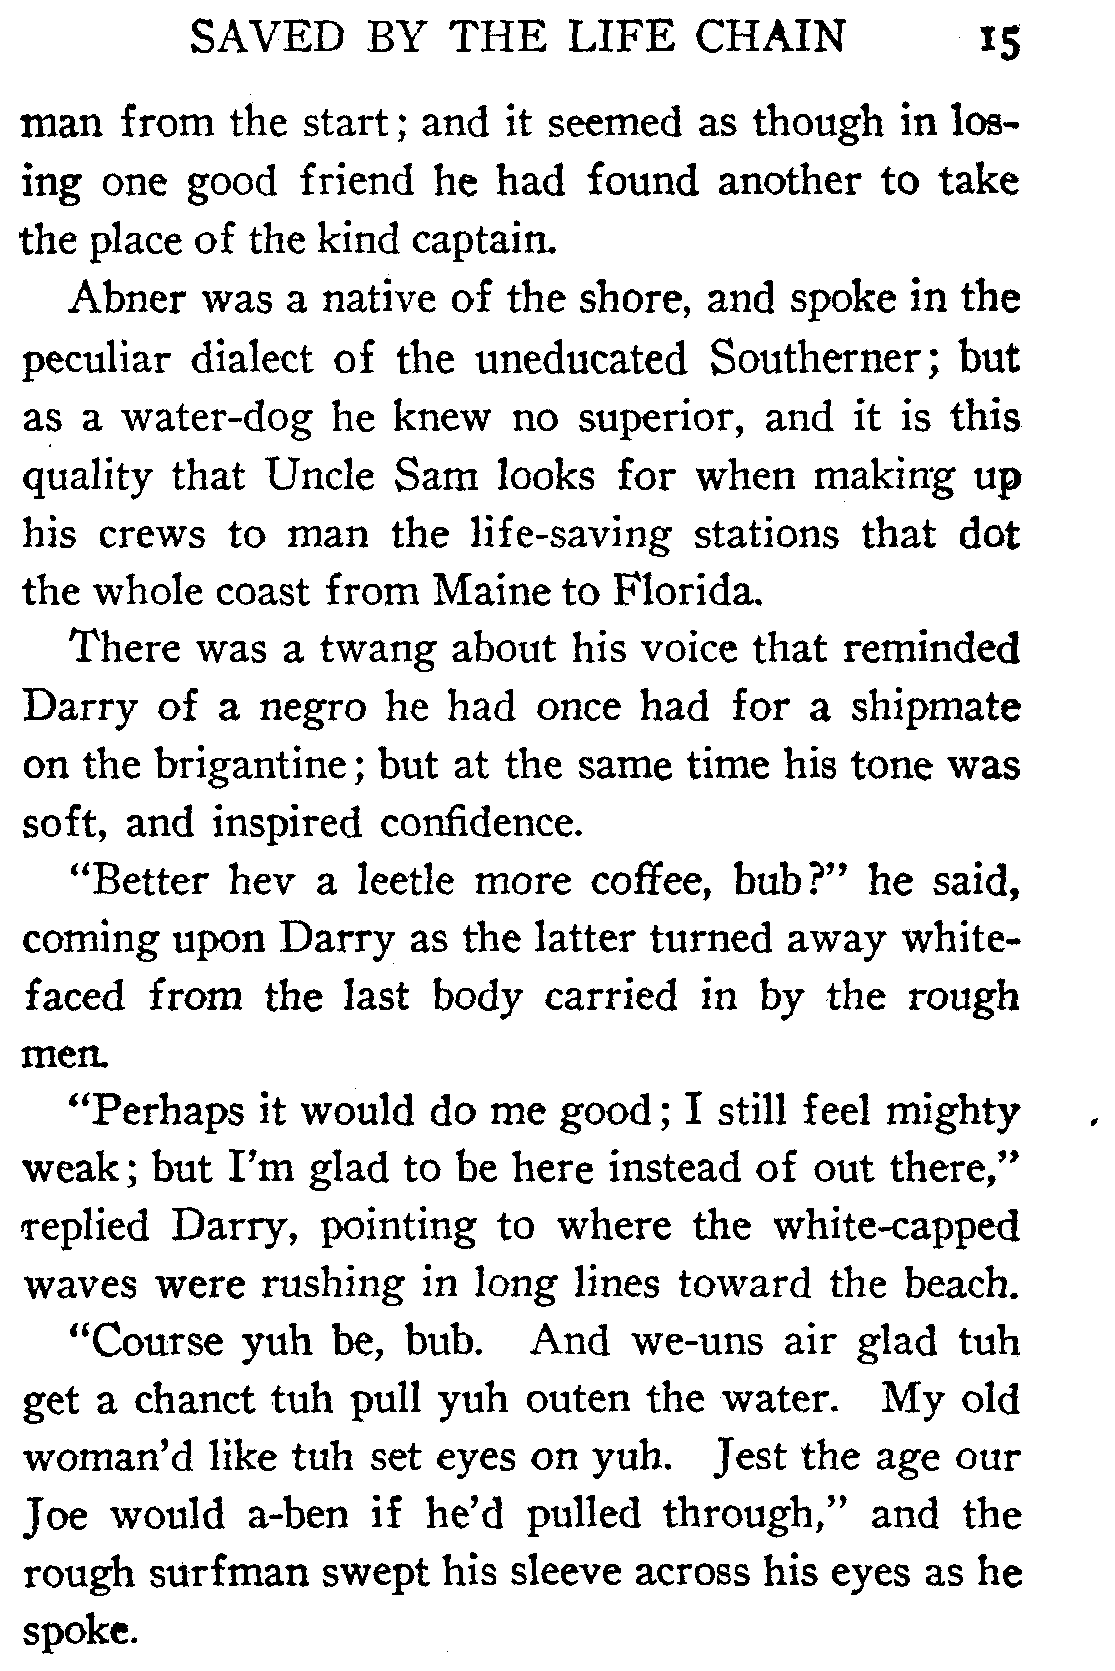 SAVED BY THE LIFE CHAIN 15
man from the start; and it seemed as though in los-
ing one good friend he had found another to take
the place of the kind captain.
Abner was a native of the shore, and spoke in the
peculiar dialect of the uneducated Southerner; but
as a water-dog he knew no superior, and it is this
quality that Uncle Sam looks for when making up
his crews to man the life-saving stations that dot
the whole coast from Maine to Florida.
There was a twang about his voice that reminded
Darry of a negro he had once had for a shipmate
on the brigantine; but at the same time his tone was
soft, and inspired confidence.
"Better hev a leetle more coffee, bub?" he said,
coming upon Darry as the latter turned away white-
faced from the last body carried in by the rough
men.
"Perhaps it would do me good; I still feel mighty
weak; but I'm glad to be here instead of out there,"
replied Darry, pointing to where the white-capped
waves were rushing in long lines toward the beach.
"Course yuh be, bub. And we-uns air glad tuh
get a chanct tuh pull yuh outen the water. My old
woman'd like tuh set eyes on yuh. Jest the age our
Joe would a-ben if he'd pulled through," and the
rough surfman swept his sleeve across his eyes as he
spoke.